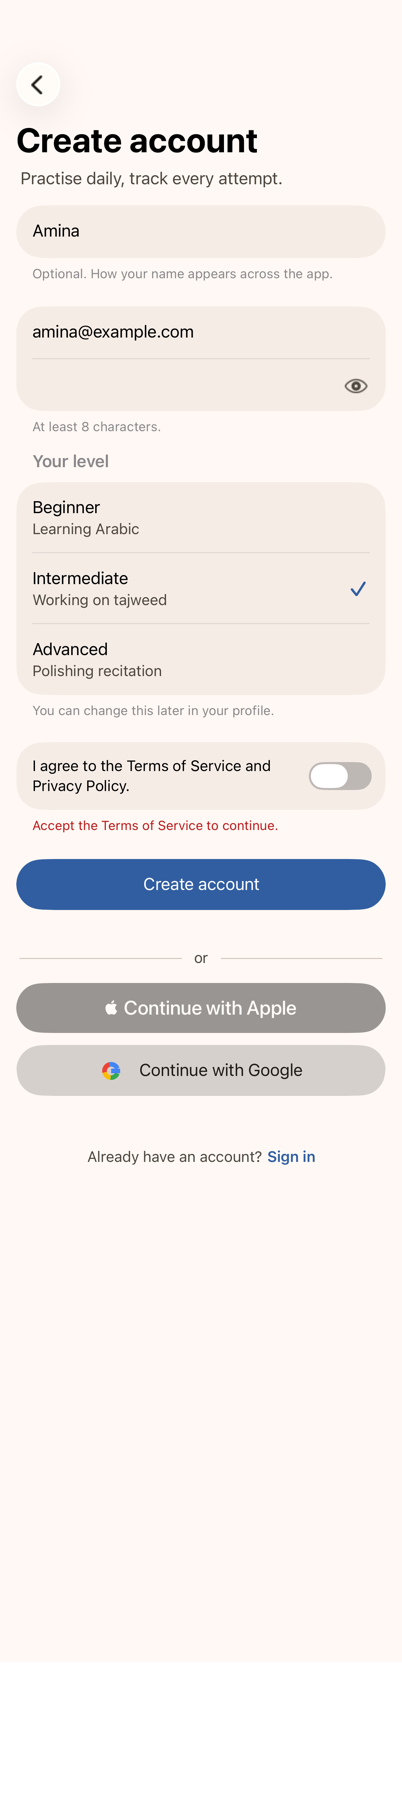 Create account
Practise daily, track every attempt.
Amina
Optional. How your name appears across the app.
amina@example.com
At least 8 characters.
Your level
Beginner
Learning Arabic
Intermediate
Working on tajweed
Advanced
Polishing recitation
You can change this later in your profile.
I agree to the Terms of Service and
Privacy Policy.
Accept the Terms of Service to continue.
Create account
or
Continue with Apple
Continue with Google
Already have an account? Sign in